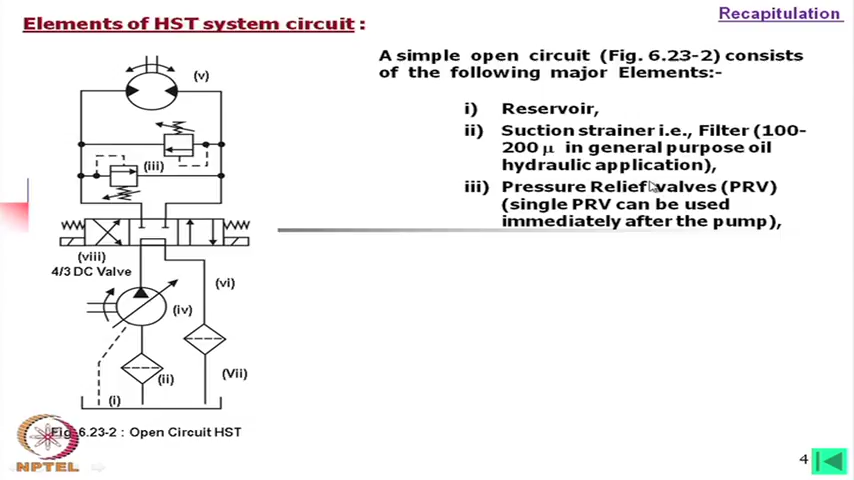 Elements of HST system circuit :
Recapitulation
A simple open circuit (Fig. 6.23-2) consists
of the following major Elements:-
i) Reservoir,
ii) Suction strainer i.e., Filter (100-
200 µ in general purpose oil
hydraulic application),
iii) Pressure Relief valves (PRV)
(single PRV can be used
immediately after the pump),
(v)
(iii)
(viii)
4/3 DC Valve
(vi)
(iv)
(ii)
(Vii)
(i)
Fig 6.23-2 : Open Circuit HST
NPTEL
4